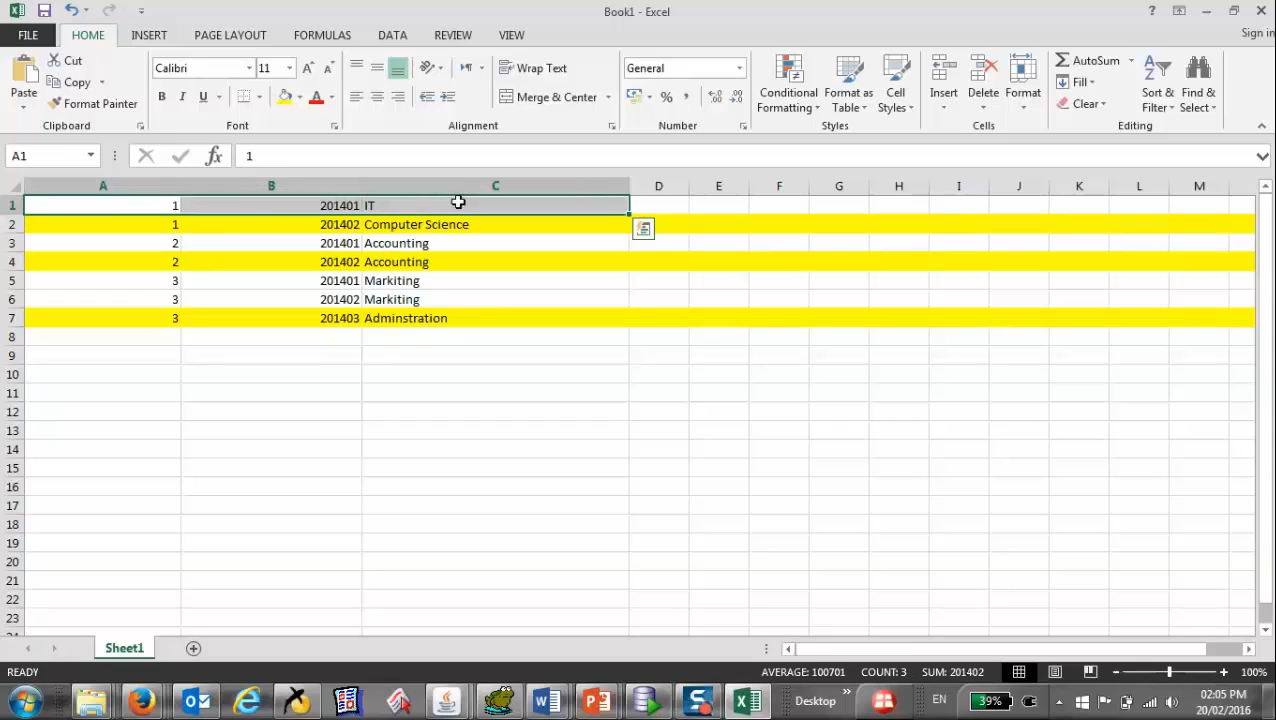 Book1 - Excel
Sign in
FILE HOME INSERT PAGE LAYOUT FORMULAS DATA REVIEW VIEW
Paste
Cut
Copy
Format Painter
Clipboard
Calibri 11
B I U
Font
Wrap Text
Merge & Center
Alignment
General
%
Number
Conditional Formatting
Format as Table
Cell Styles
Styles
Insert Delete Format
Cells
AutoSum
Fill
Clear
Sort & Filter
Find & Select
Editing
A1 fx 1
A B C D E F G H I J K L M
1 1 201401 IT
2 1 201402 Computer Science
3 2 201401 Accounting
4 2 201402 Accounting
5 3 201401 Markiting
6 3 201402 Markiting
7 3 201403 Adminstration
8
9
10
11
12
13
14
15
16
17
18
19
20
21
22
23
24
Sheet1
READY AVERAGE: 100701 COUNT: 3 SUM: 201402 100%
Desktop EN 39% 02:05 PM
20/02/2016